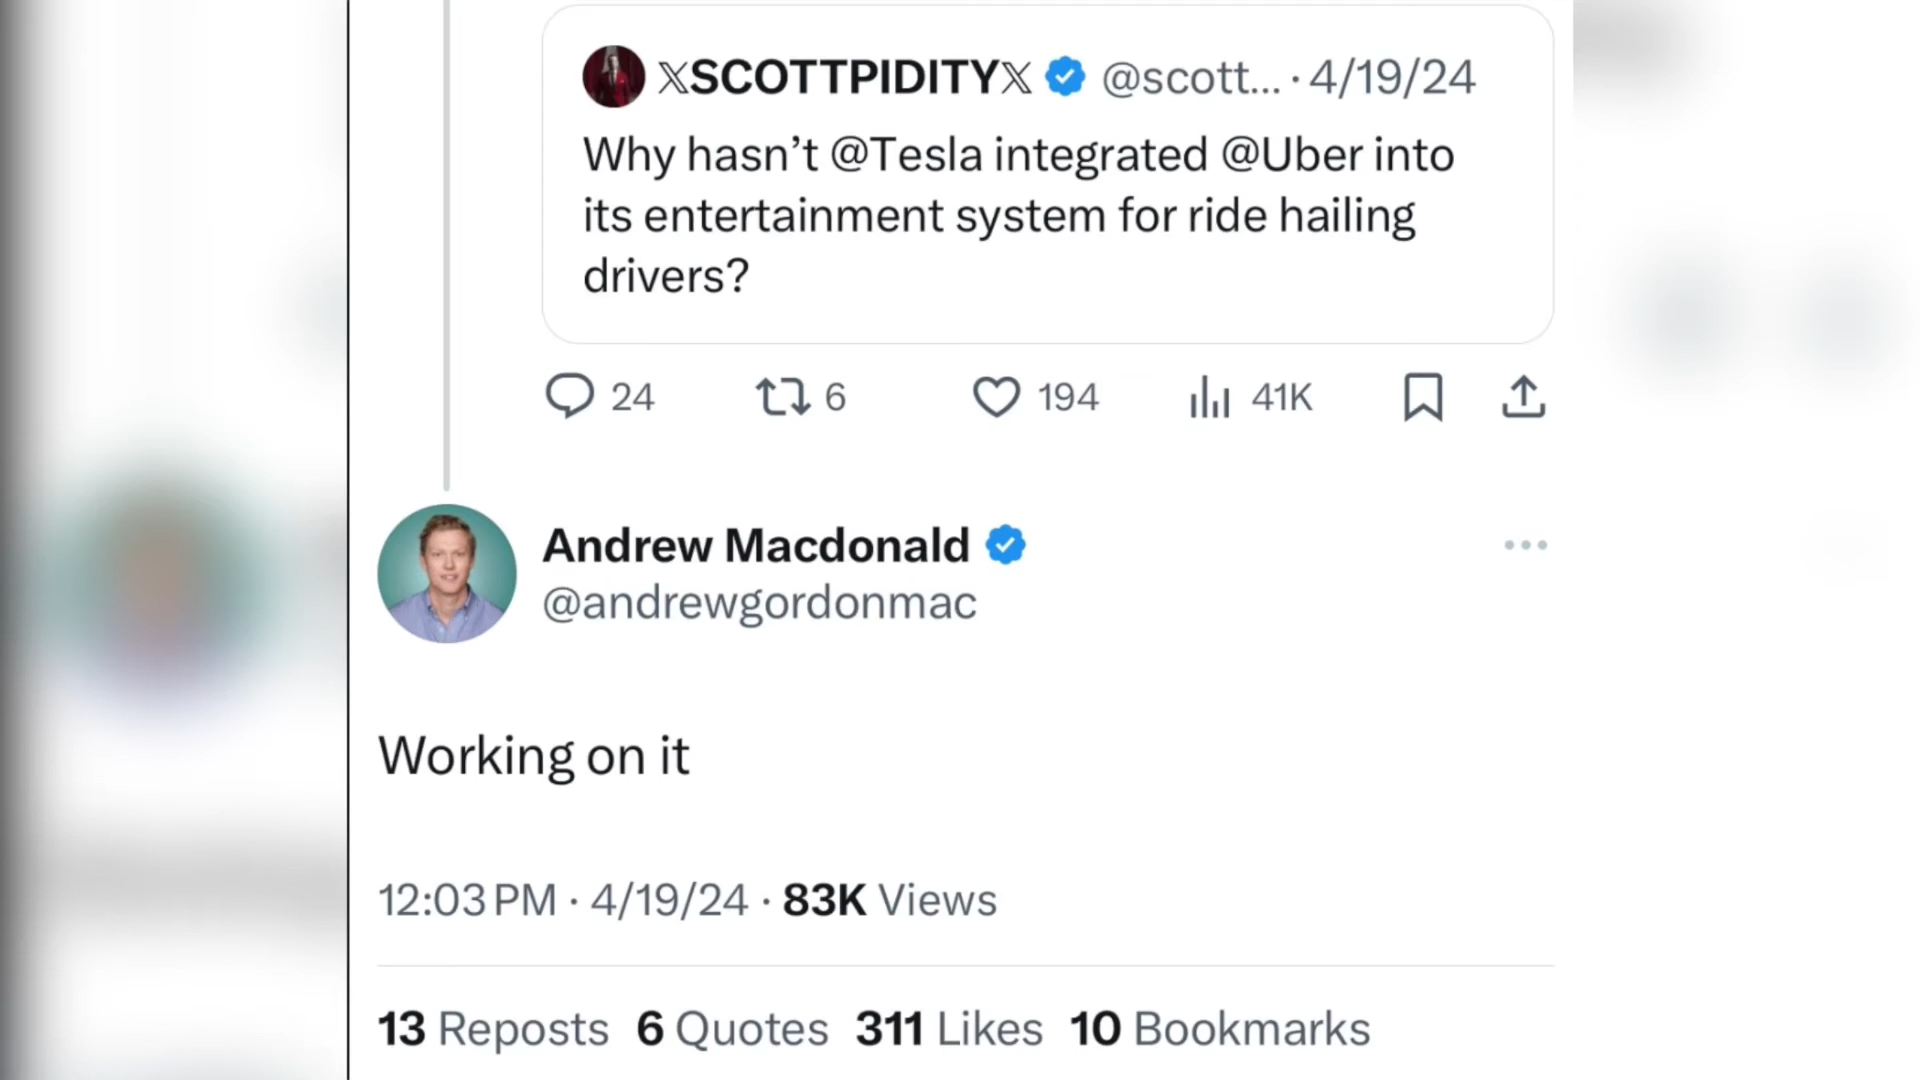 𝕏SCOTTPIDITY𝕏 @scott... · 4/19/24
Why hasn’t @Tesla integrated @Uber into
its entertainment system for ride hailing
drivers?
24 6 194 41K
Andrew Macdonald
@andrewgordonmac
Working on it
12:03 PM · 4/19/24 · 83K Views
13 Reposts 6 Quotes 311 Likes 10 Bookmarks